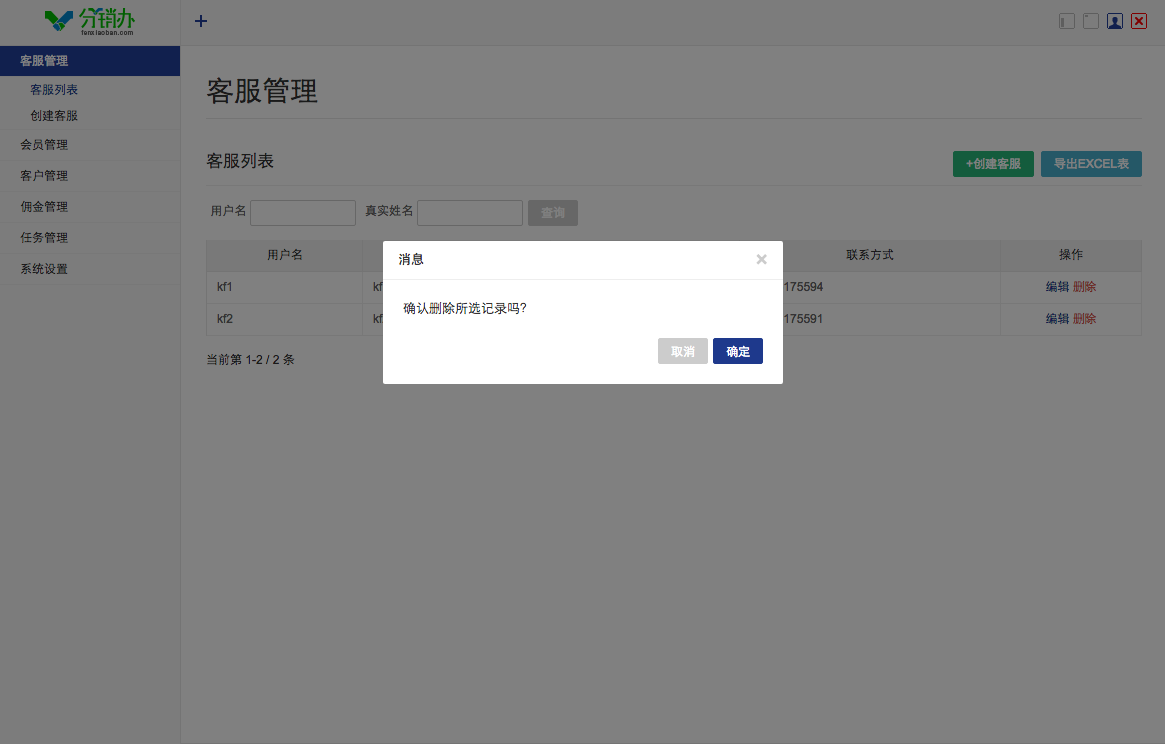 分销办
fenxiaoban.com
+
客服管理
客服列表
创建客服
会员管理
客户管理
佣金管理
任务管理
系统设置
客服管理
客服列表
+创建客服 导出EXCEL表
用户名 真实姓名 查询
用户名 联系方式 操作
kf1 kf 175594 编辑 删除
kf2 kf 175591 编辑 删除
当前第 1-2 / 2 条
消息 ×
确认删除所选记录吗?
取消 确定